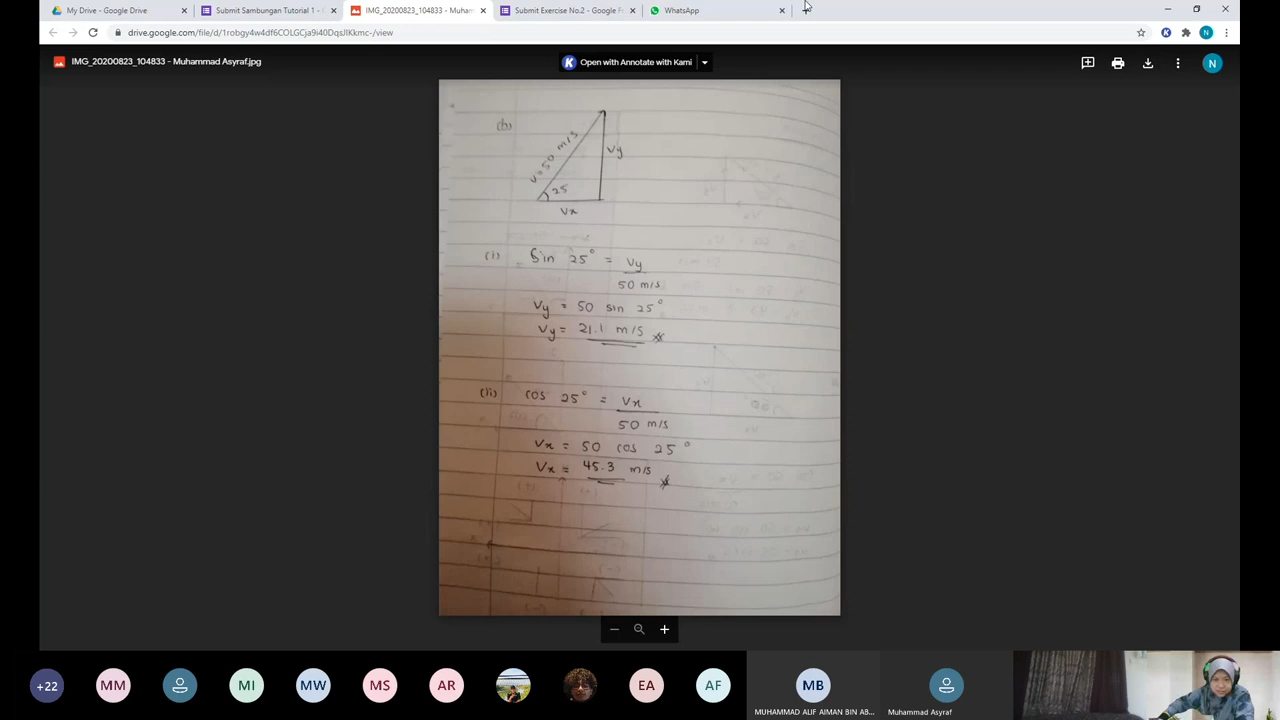 My Drive - Google Drive
Submit Sambungan Tutorial 1 -
IMG_20200823_104833 - Muham
Submit Exercise No.2 - Google F
WhatsApp
drive.google.com/file/d/1robgy4w4df6COLGCja9i40DqsJIKkmc-/view
IMG_20200823_104833 - Muhammad Asyraf.jpg
Open with Annotate with Kami
N
N
(b)
V=50 m/s
Vy
25
Vx
(i) Sin 25° = Vy
50 m/s
Vy = 50 sin 25°
Vy = 21.1 m/s
(ii) cos 25° = Vx
50 m/s
Vx = 50 cos 25°
Vx = 45.3 m/s
+22
MM
MI
MW
MS
AR
EA
AF
MB
MUHAMMAD ALIF AIMAN BIN AB...
Muhammad Asyraf